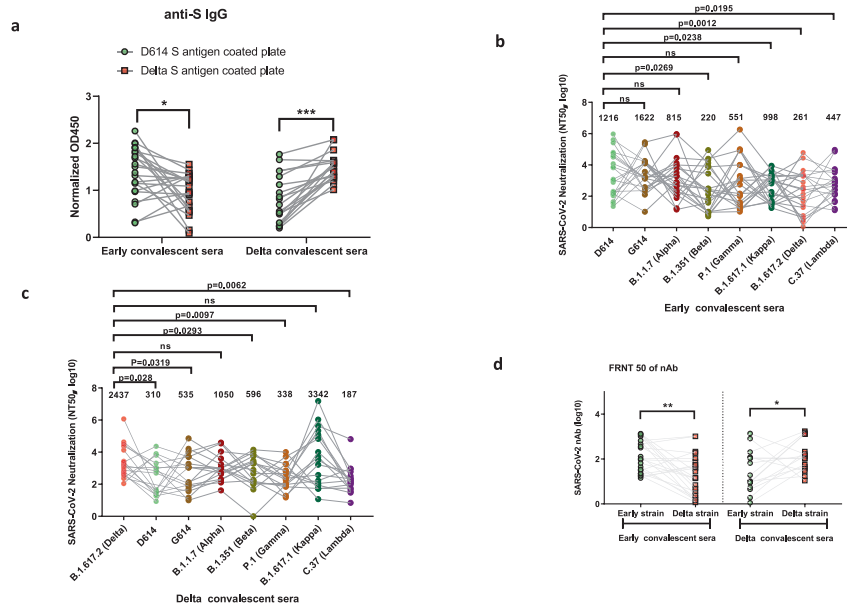 a
anti-S IgG
D614 S antigen coated plate
Delta S antigen coated plate
Normalized OD450
3
2
1
0
*
***
Early convalescent sera
Delta convalescent sera
b
p=0.0195
p=0.0012
p=0.0238
ns
p=0.0269
ns
ns
1216 1622 815 220 551 998 261 447
SARS-CoV-2 Neutralization (NT50, log10)
8
6
4
2
0
D614
G614
B.1.1.7 (Alpha)
B.1.351 (Beta)
P.1 (Gamma)
B.1.617.1 (Kappa)
B.1.617.2 (Delta)
C.37 (Lambda)
Early convalescent sera
c
p=0.0062
ns
p=0.0097
p=0.0293
ns
P=0.0319
p=0.028
2437 310 535 1050 596 338 3342 187
SARS-CoV-2 Neutralization (NT50, log10)
8
6
4
2
0
B.1.617.2 (Delta)
D614
G614
B.1.1.7 (Alpha)
B.1.351 (Beta)
P.1 (Gamma)
B.1.617.1 (Kappa)
C.37 (Lambda)
Delta convalescent sera
d
FRNT 50 of nAb
SARS-CoV-2 nAb (log10)
4
2
0
**
*
Early strain Delta strain Early strain Delta strain
Early convalescent sera Delta convalescent sera